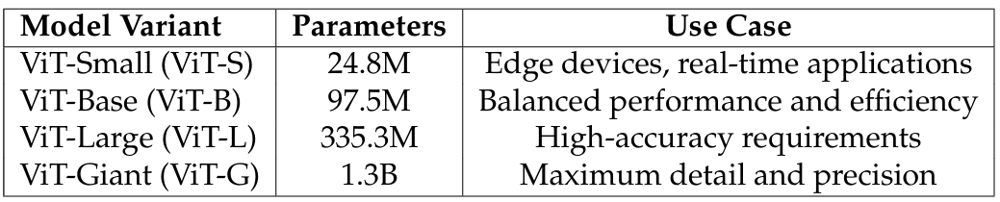 Model Variant Parameters Use Case
ViT-Small (ViT-S) 24.8M Edge devices, real-time applications
ViT-Base (ViT-B) 97.5M Balanced performance and efficiency
ViT-Large (ViT-L) 335.3M High-accuracy requirements
ViT-Giant (ViT-G) 1.3B Maximum detail and precision